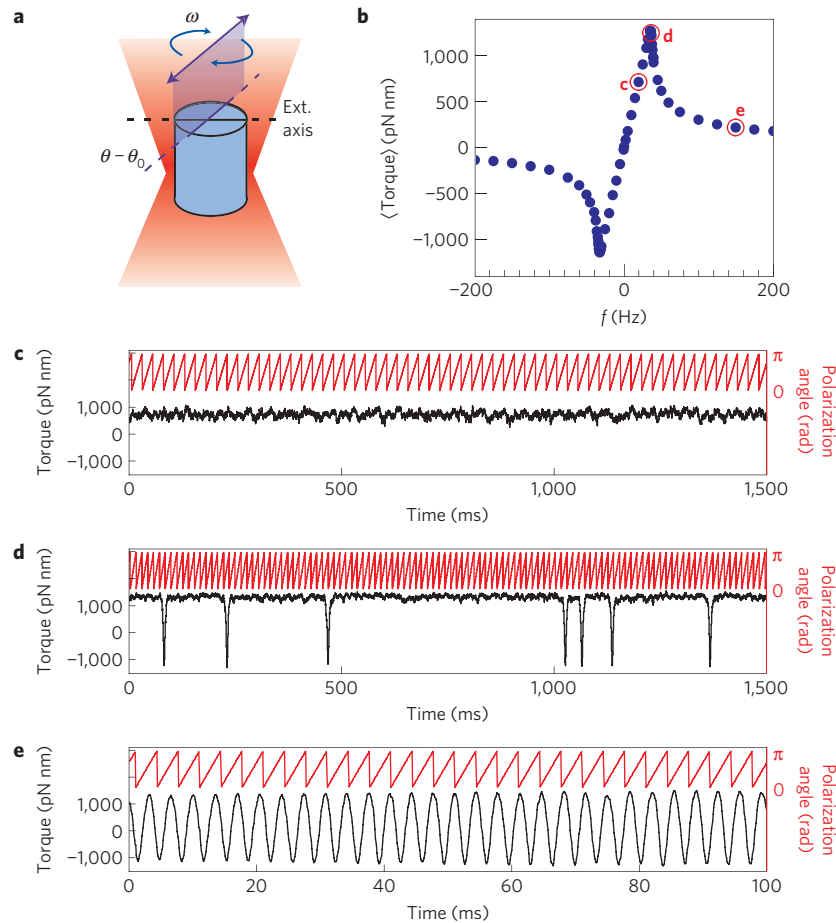 a
ω
Ext.
axis
θ – θ0
b
⟨Torque⟩ (pN nm)
1,000
500
0
−500
−1,000
d
c
e
−200
0
200
f (Hz)
c
Torque (pN nm)
1,000
0
−1,000
π
0
Polarization
angle (rad)
0
500
1,000
1,500
Time (ms)
d
Torque (pN nm)
1,000
0
−1,000
π
0
Polarization
angle (rad)
0
500
1,000
1,500
Time (ms)
e
Torque (pN nm)
1,000
0
−1,000
π
0
Polarization
angle (rad)
0
20
40
60
80
100
Time (ms)